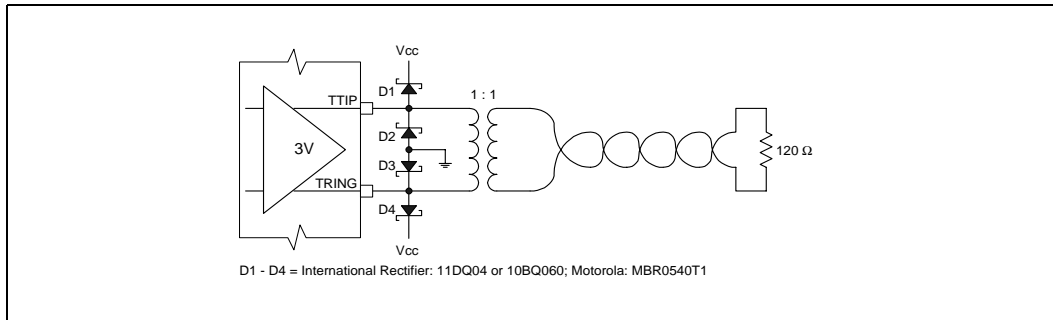 Vcc
D1
1 : 1
TTIP
D2
3V
120 Ω
D3
TRING
D4
Vcc
D1 - D4 = International Rectifier: 11DQ04 or 10BQ060; Motorola: MBR0540T1